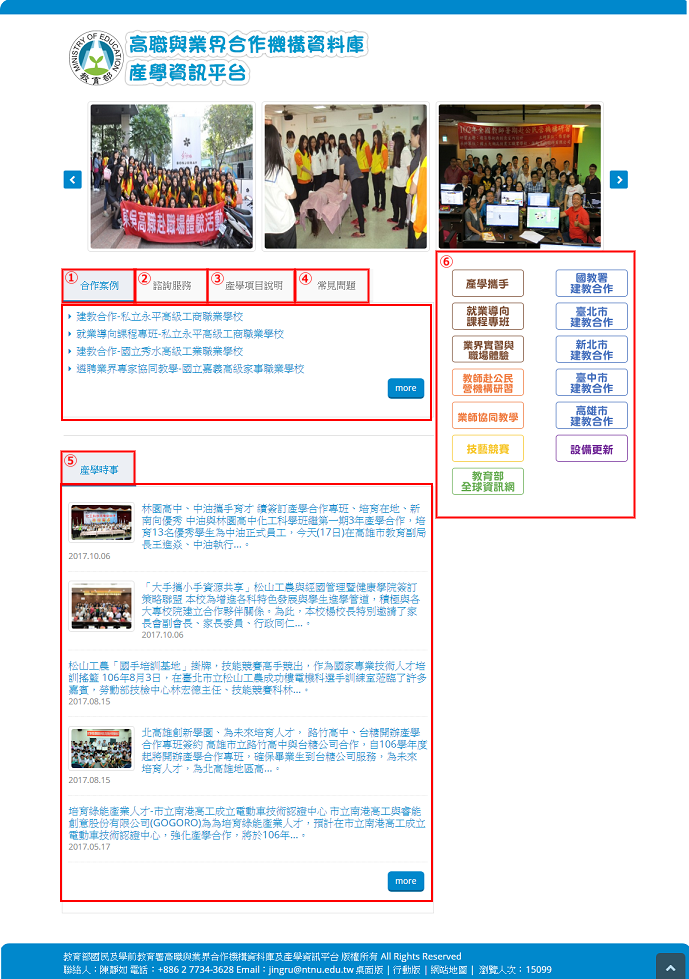 MINISTRY OF EDUCATION
教育部
高職與業界合作機構資料庫
產學資訊平台
東吳高職赴職場體驗活動
① 合作案例
② 諮詢服務
③ 產學項目說明
④ 常見問題
建教合作-私立永平高級工商職業學校
就業導向課程專班-私立永平高級工商職業學校
建教合作-國立秀水高級工業職業學校
遴聘業界專家協同教學-國立嘉義高級家事職業學校
more
⑤ 產學時事
林園高中、中油攜手育才 續簽訂產學合作專班、培育在地、新
南向優秀 中油與林園高中化工科學班繼第一期3年產學合作，培
育13名優秀學生為中油正式員工，今天(17日)在高雄市教育副局
長王進焱、中油執行...。
2017.10.06
「大手攜小手資源共享」松山工農與經國管理暨健康學院簽訂
策略聯盟 本校為增進各科特色發展與學生進學管道，積極與各
大專校院建立合作夥伴關係。為此，本校楊校長特別邀請了家
長會副會長、家長委員、行政同仁...。
2017.10.06
松山工農「國手培訓基地」掛牌，技能競賽高手競出，作為國家專業技術人才培
訓搖籃 106年8月3日，在臺北市立松山工農成功樓電機科選手訓練室蒞臨了許多
嘉賓，勞動部技檢中心林宏德主任、技能競賽科林...。
2017.08.15
北高雄創新學園、為未來培育人才， 路竹高中、台糖開辦產學
合作專班簽約 高雄市立路竹高中與台糖公司合作，自106學年度
起將開辦產學合作專班，確保畢業生到台糖公司服務，為未來
培育人才，為北高雄地區高...。
2017.08.15
培育綠能產業人才-市立南港高工成立電動車技術認證中心 市立南港高工與睿能
創意股份有限公司(GOGORO)為為培育綠能產業人才，預計在市立南港高工成立
電動車技術認證中心，強化產學合作，將於106年...。
2017.05.17
more
⑥
產學攜手
就業導向
課程專班
業界實習與
職場體驗
教師赴公民
營機構研習
業師協同教學
技藝競賽
教育部
全球資訊網
國教署
建教合作
臺北市
建教合作
新北市
建教合作
臺中市
建教合作
高雄市
建教合作
設備更新
教育部國民及學前教育署高職與業界合作機構資料庫及產學資訊平台 版權所有 All Rights Reserved
聯絡人：陳靜如 電話：+886 2 7734-3628 Email：jingru@ntnu.edu.tw 桌面版 | 行動版 | 網站地圖 | 瀏覽人次：15099